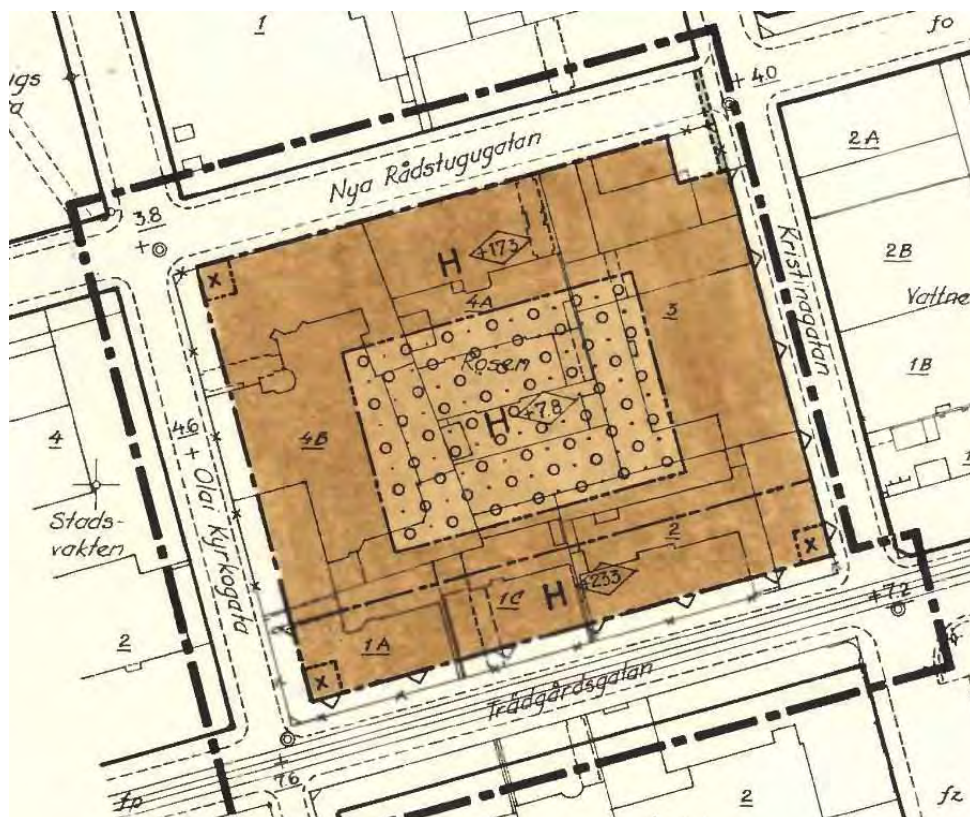 1
fo
+ 4.0
2A
Nya Rådstugugatan
3.8
+
x
H
+17.3
Kristinagatan
2B
4A
3
Vattne
Rosen
1B
H
+7.8
4
4.6
+
4B
Olai kyrkogata
Stads-
vakten
2
2
x
+23.3
H
1C
+7.2
1A
x
Trädgårdsgatan
+
7.6
fp
2
fz